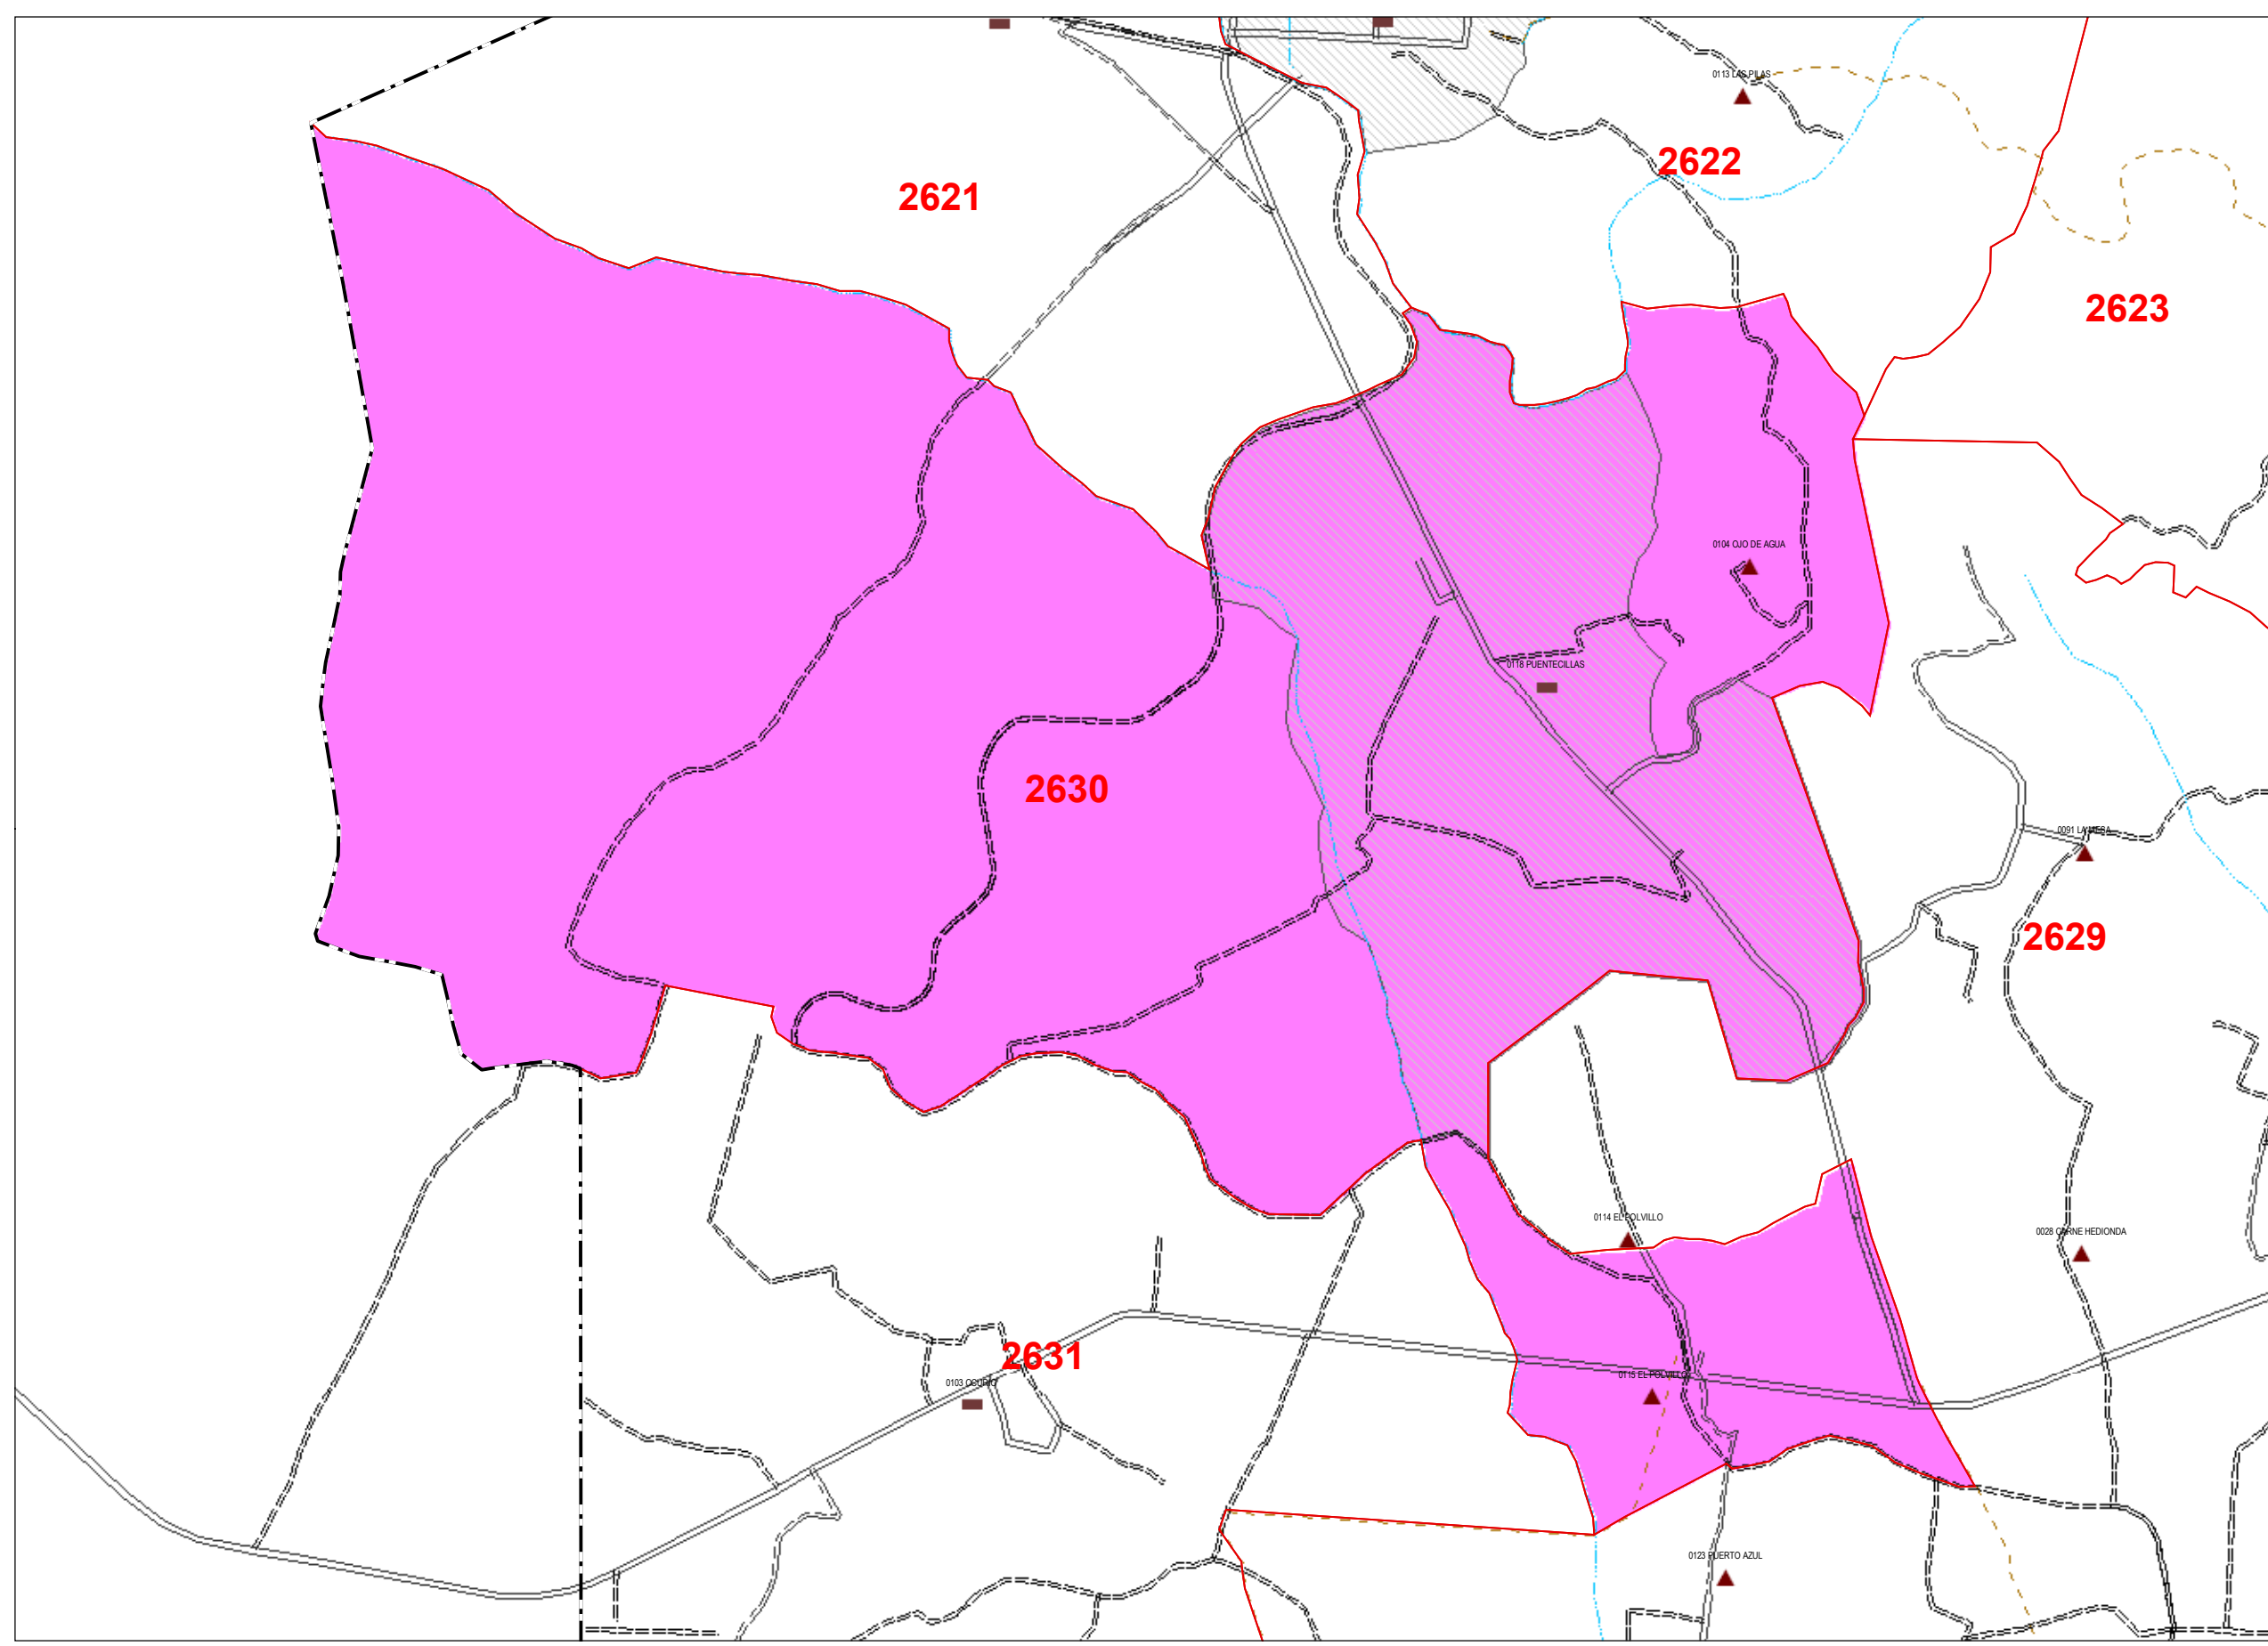 0113 LAS PILAS
2622
2621
2623
0104 OJO DE AGUA
0118 PUENTECILLAS
2630
0091 LA MESA
2629
0114 EL POLVILLO
0028 CARNE HEDIONDA
2631
0103 OCURIO
0115 EL POLVILLO
0123 PUERTO AZUL